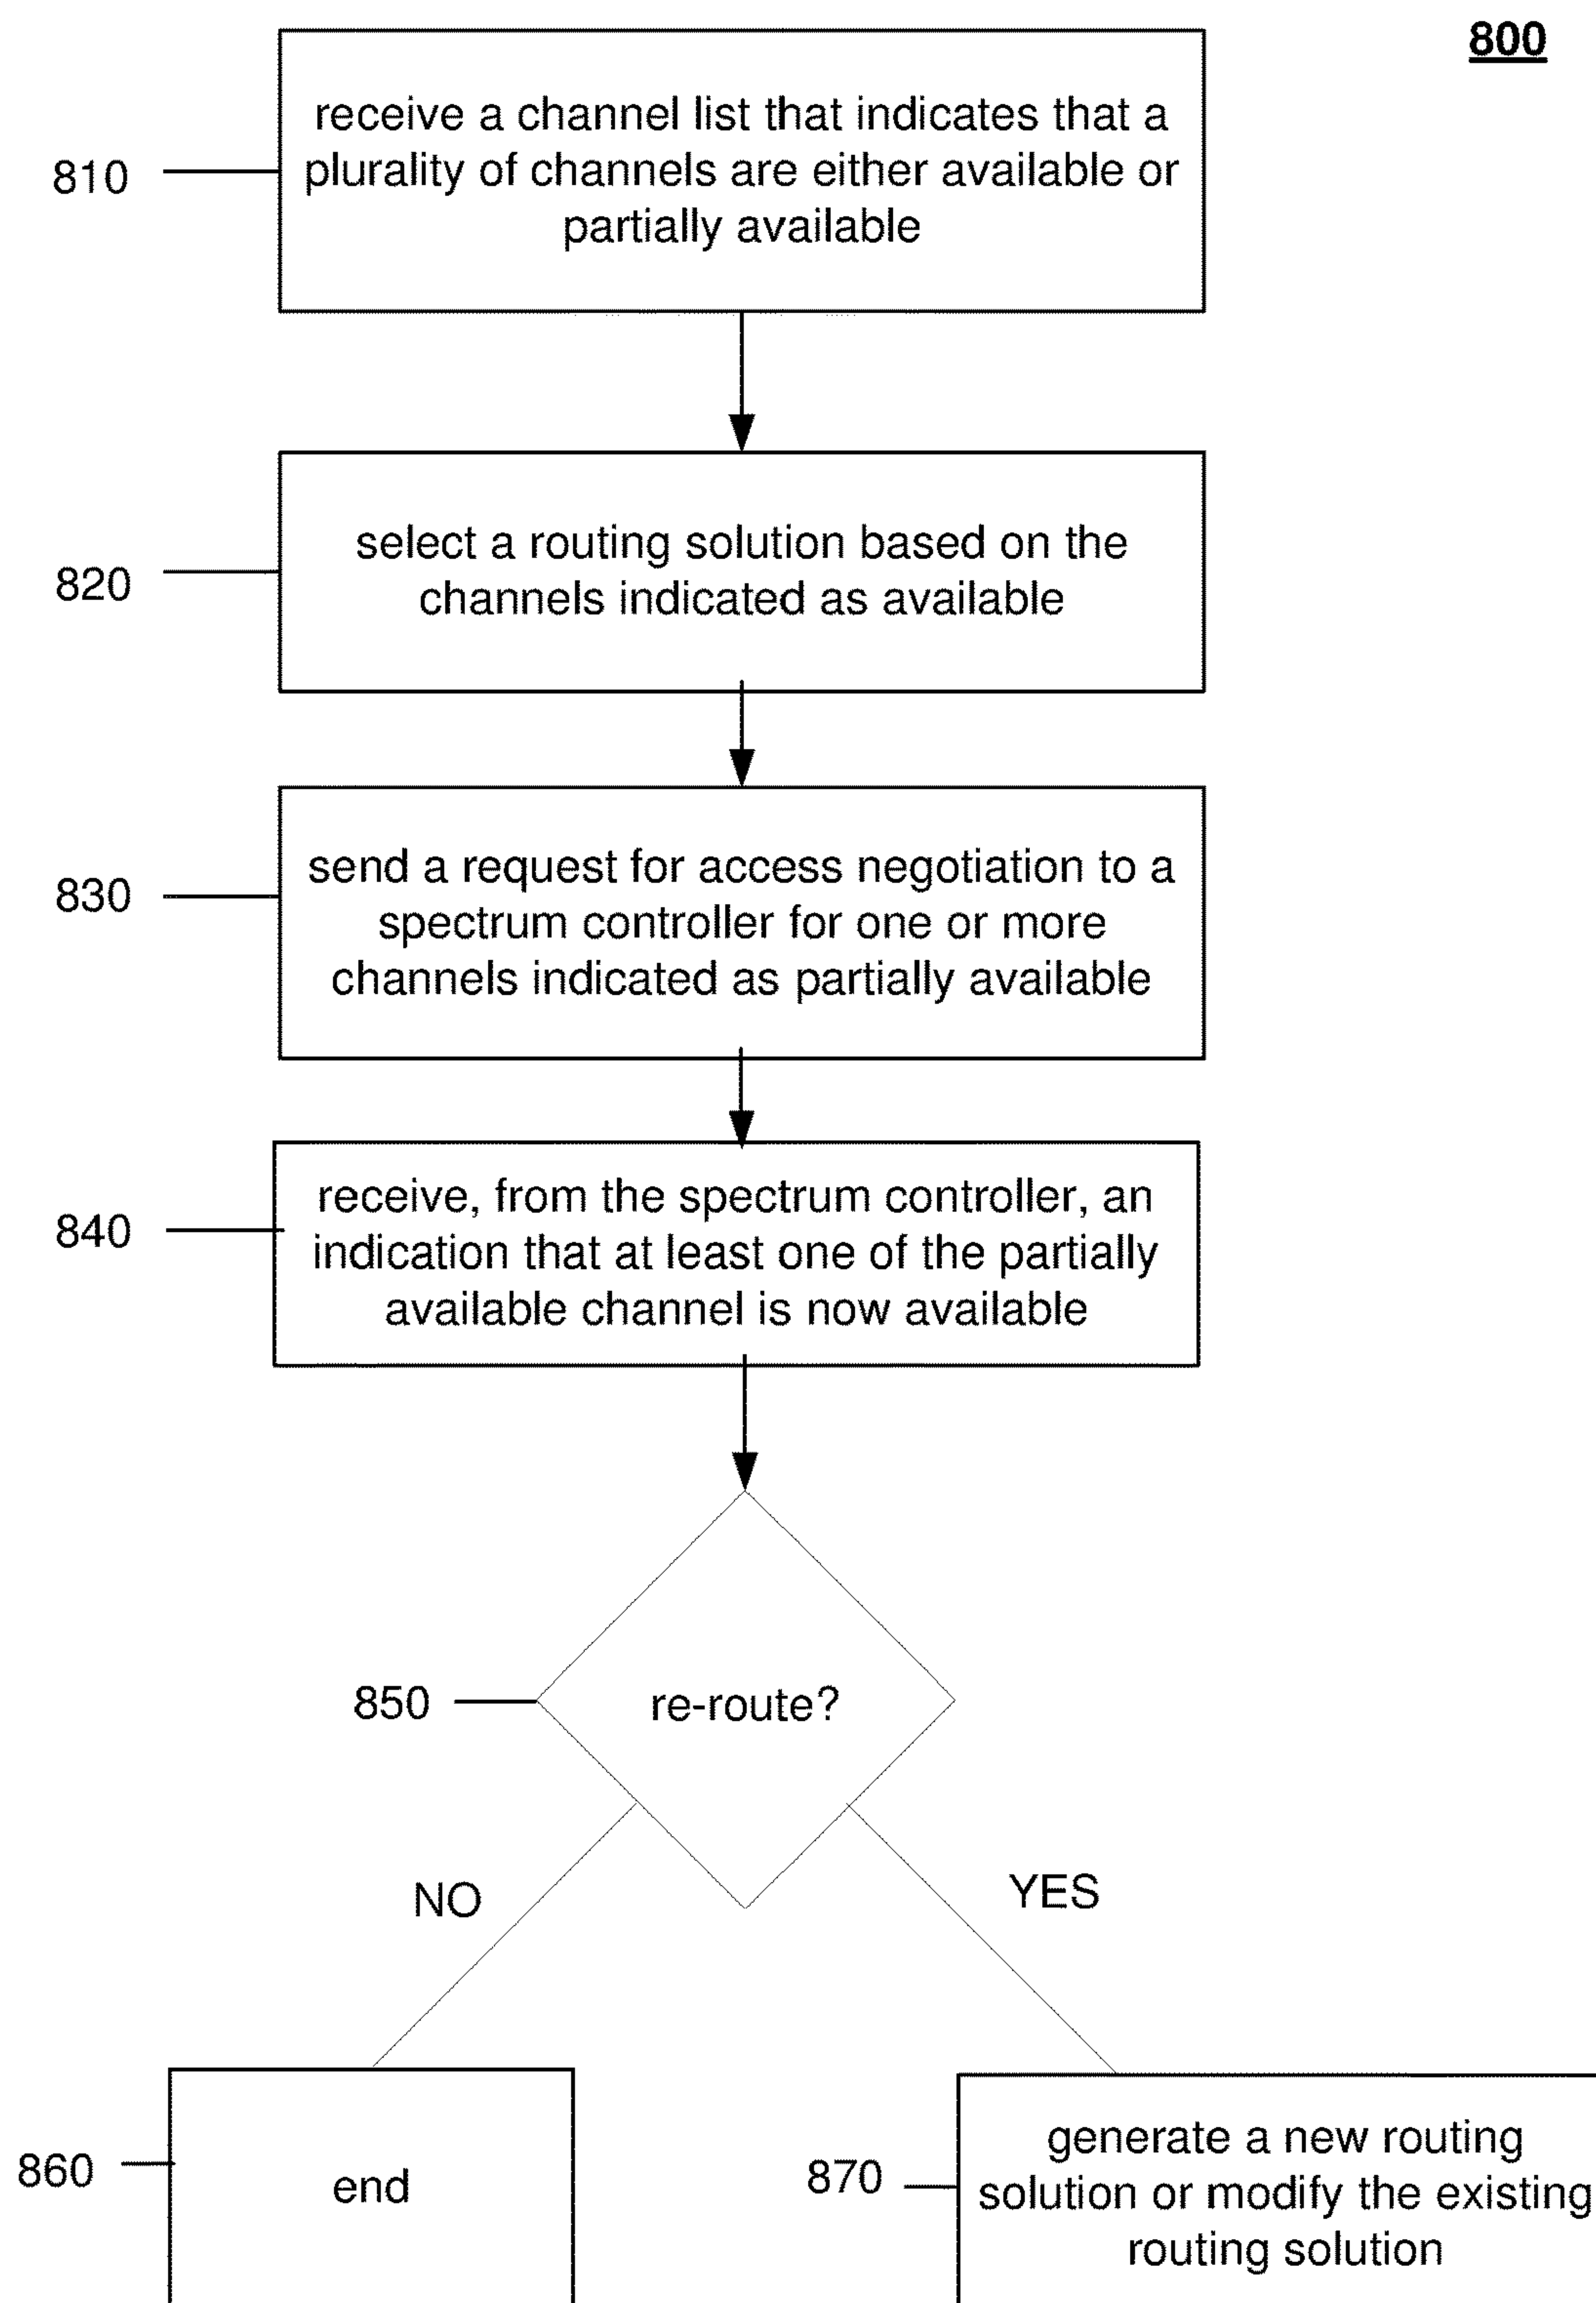 800
receive a channel list that indicates that a
plurality of channels are either available or
partially available
810
select a routing solution based on the
channels indicated as available
820
send a request for access negotiation to a
spectrum controller for one or more
channels indicated as partially available
830
receive, from the spectrum controller, an
indication that at least one of the partially
available channel is now available
840
850
re-route?
NO
YES
860
end
870
generate a new routing
solution or modify the existing
routing solution